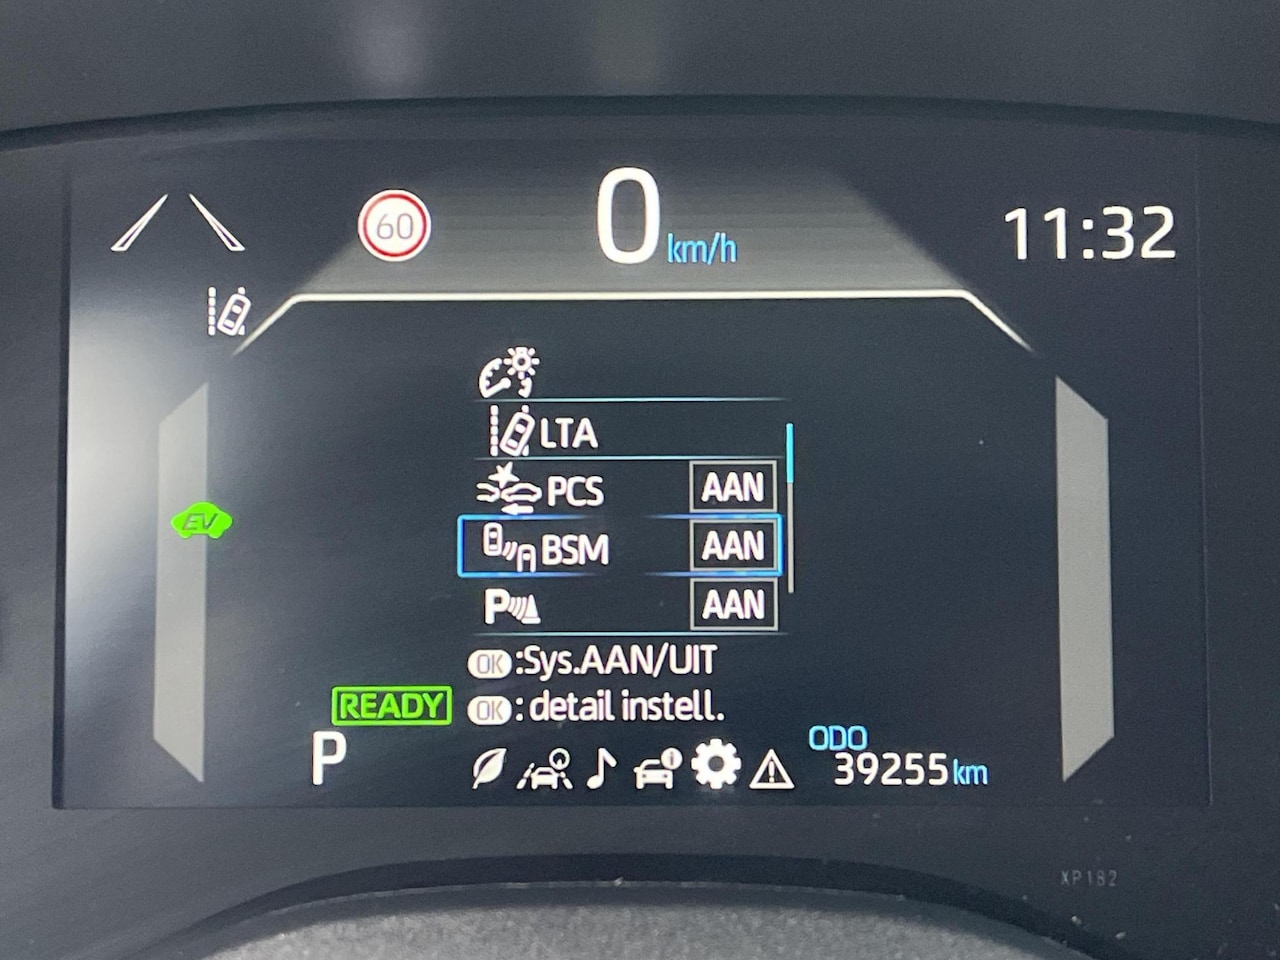 60
0 km/h
11:32
LTA
PCS AAN
BSM AAN
P AAN
EV
OK :Sys.AAN/UIT
READY
OK : detail instell.
P
ODO
39255 km
XP182